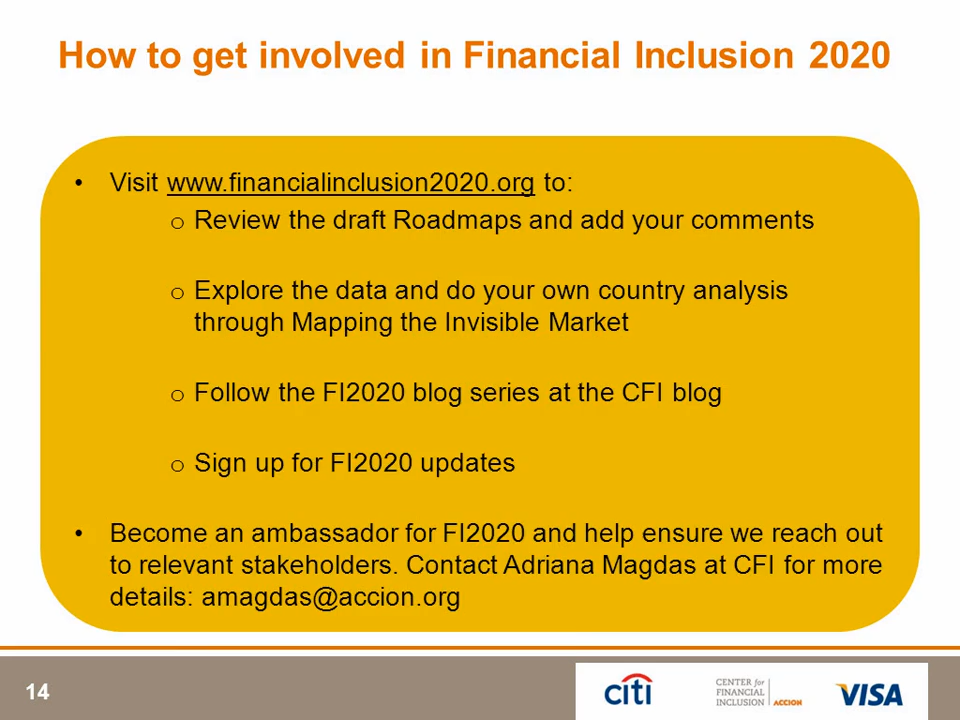 How to get involved in Financial Inclusion 2020
• Visit www.financialinclusion2020.org to:
o Review the draft Roadmaps and add your comments
o Explore the data and do your own country analysis
through Mapping the Invisible Market
o Follow the FI2020 blog series at the CFI blog
o Sign up for FI2020 updates
• Become an ambassador for FI2020 and help ensure we reach out
to relevant stakeholders. Contact Adriana Magdas at CFI for more
details: amagdas@accion.org
14
citi
CENTER for
FINANCIAL
INCLUSION ACCION
VISA